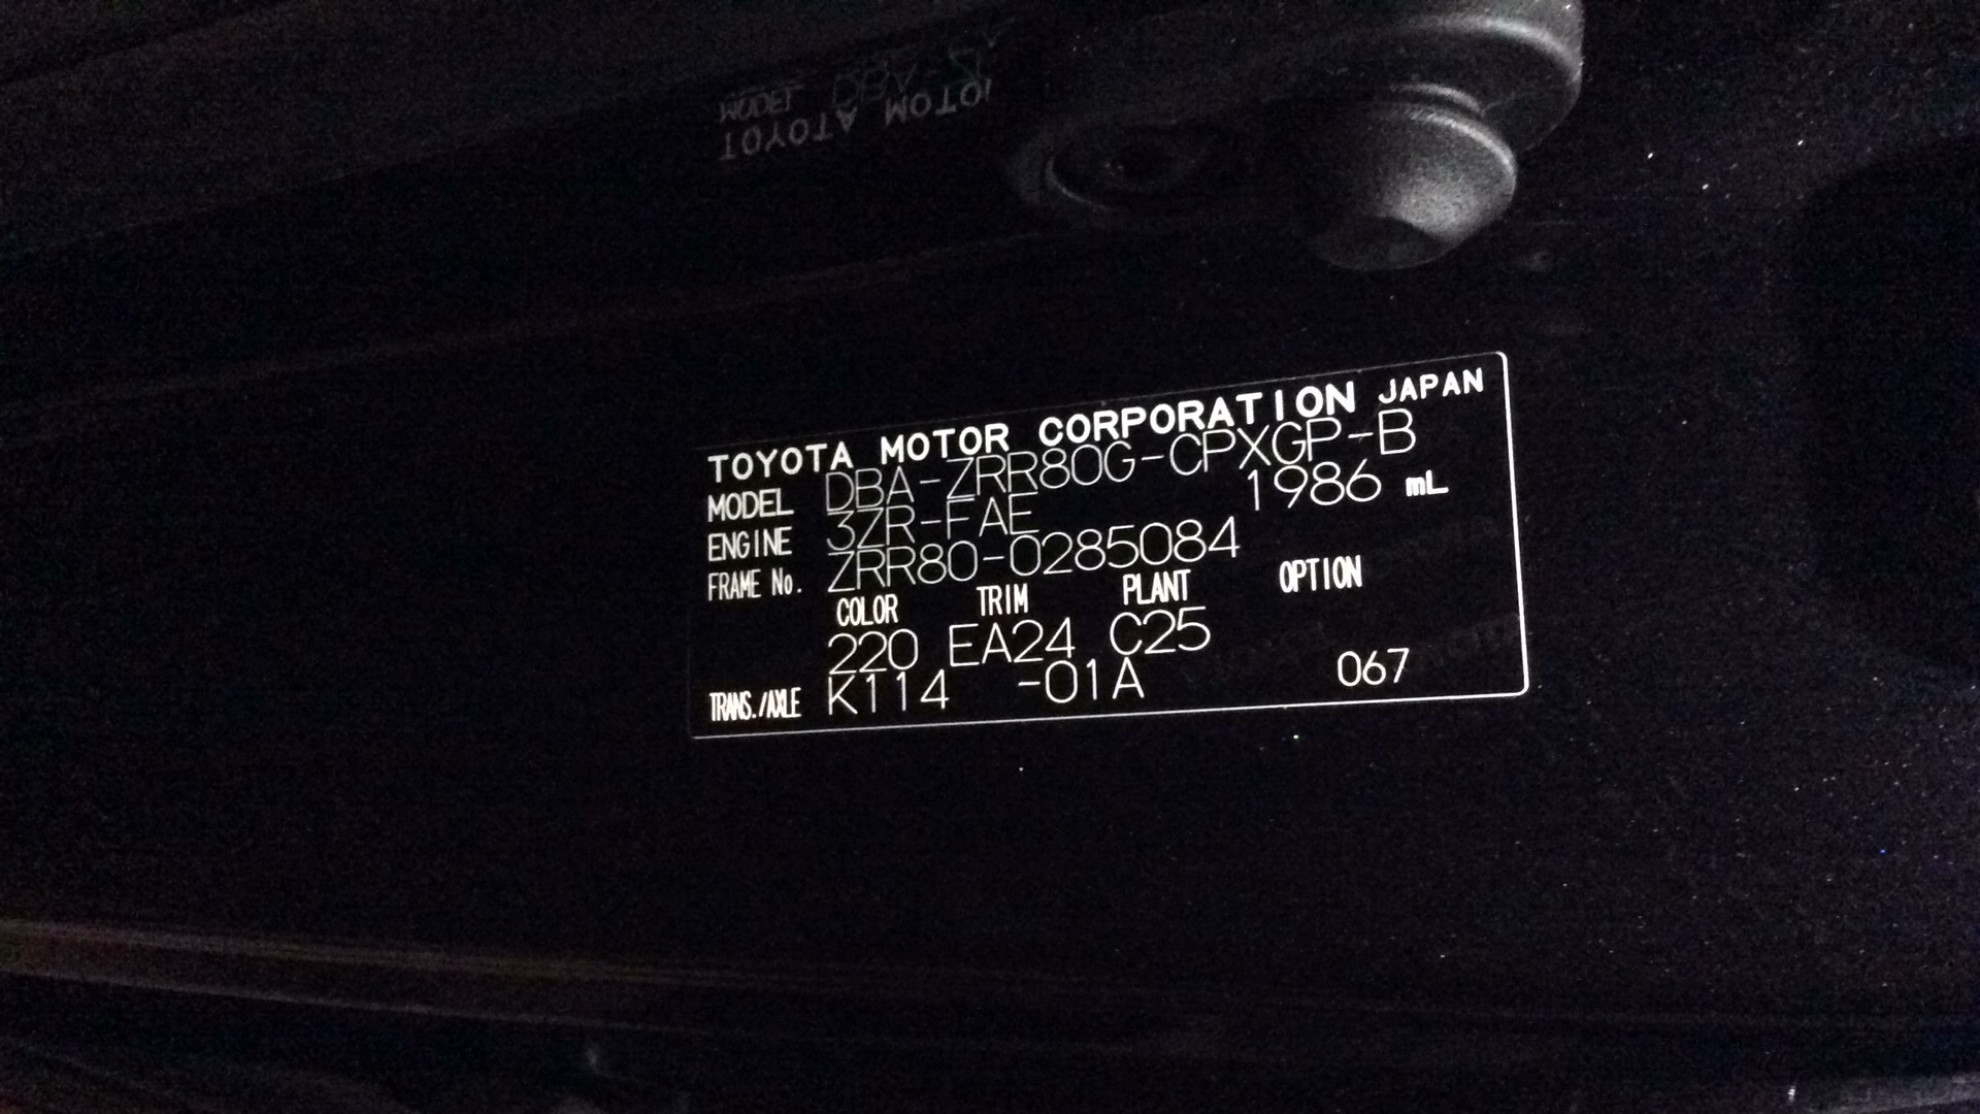 TOYOTA MOTOR CORPORATION JAPAN
MODEL DBA-ZRR80G-CPXGP-B
ENGINE 3ZR-FAE 1986 mL
FRAME No. ZRR80-0285084
COLOR TRIM PLANT OPTION
220 EA24 C25
TRANS./AXLE K114 -01A 067